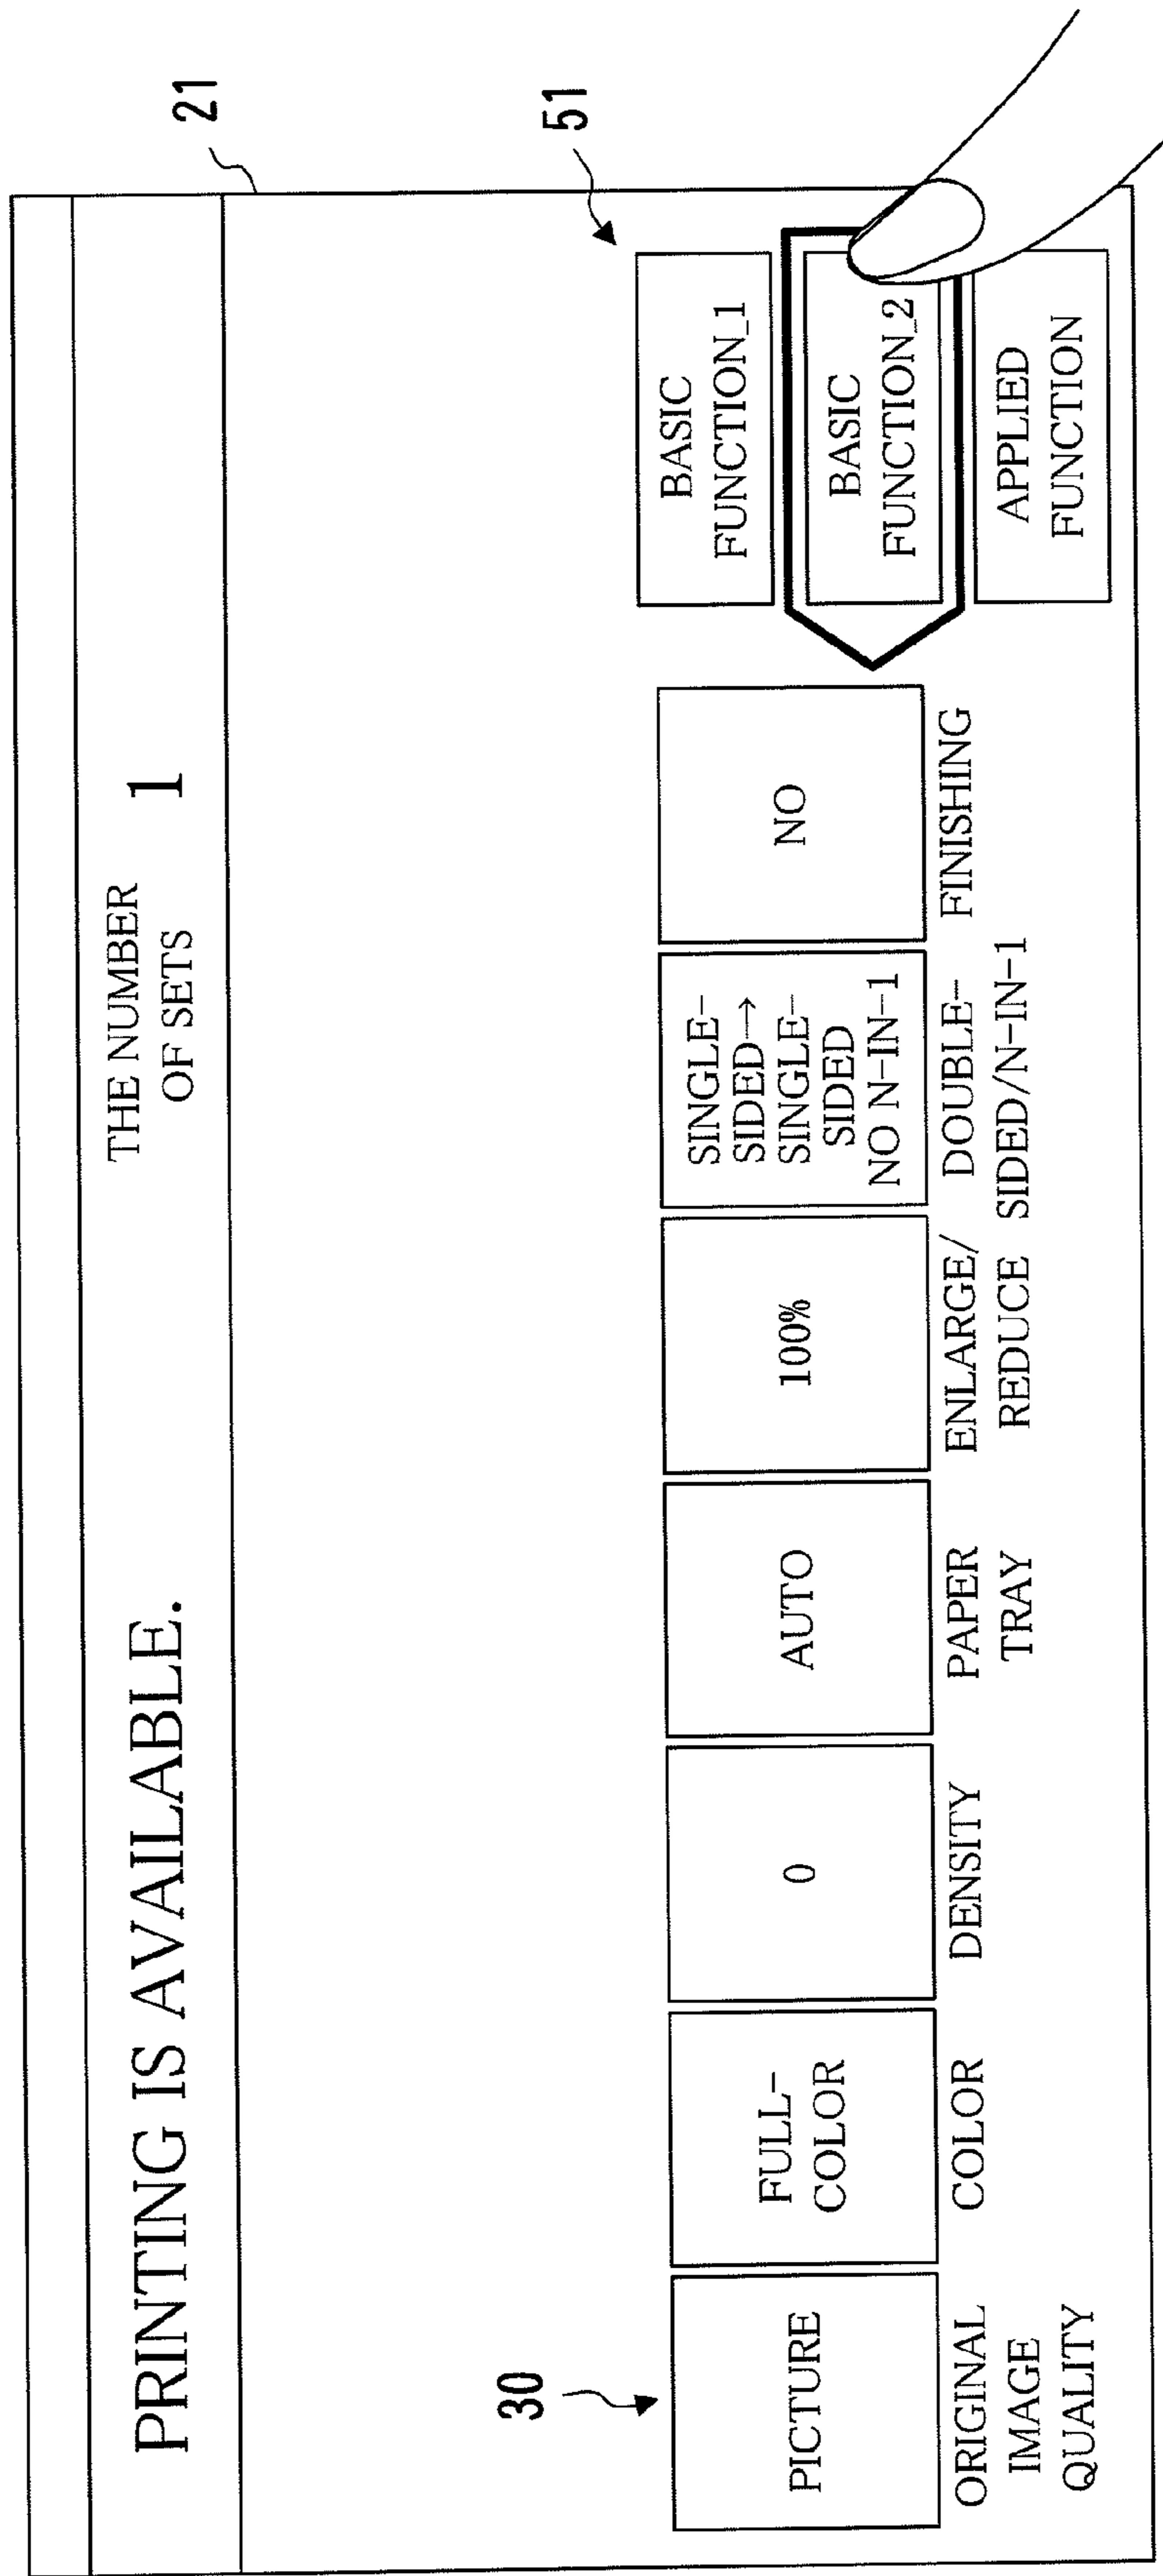 PRINTING IS AVAILABLE.
THE NUMBER
OF SETS
1
21
51
30
PICTURE
ORIGINAL
IMAGE
QUALITY
FULL-
COLOR
COLOR
0
DENSITY
AUTO
PAPER
TRAY
100%
ENLARGE/
REDUCE
SINGLE-
SIDED→
SINGLE-
SIDED
NO N-IN-1
DOUBLE-
SIDED/N-IN-1
NO
FINISHING
BASIC
FUNCTION_1
BASIC
FUNCTION_2
APPLIED
FUNCTION